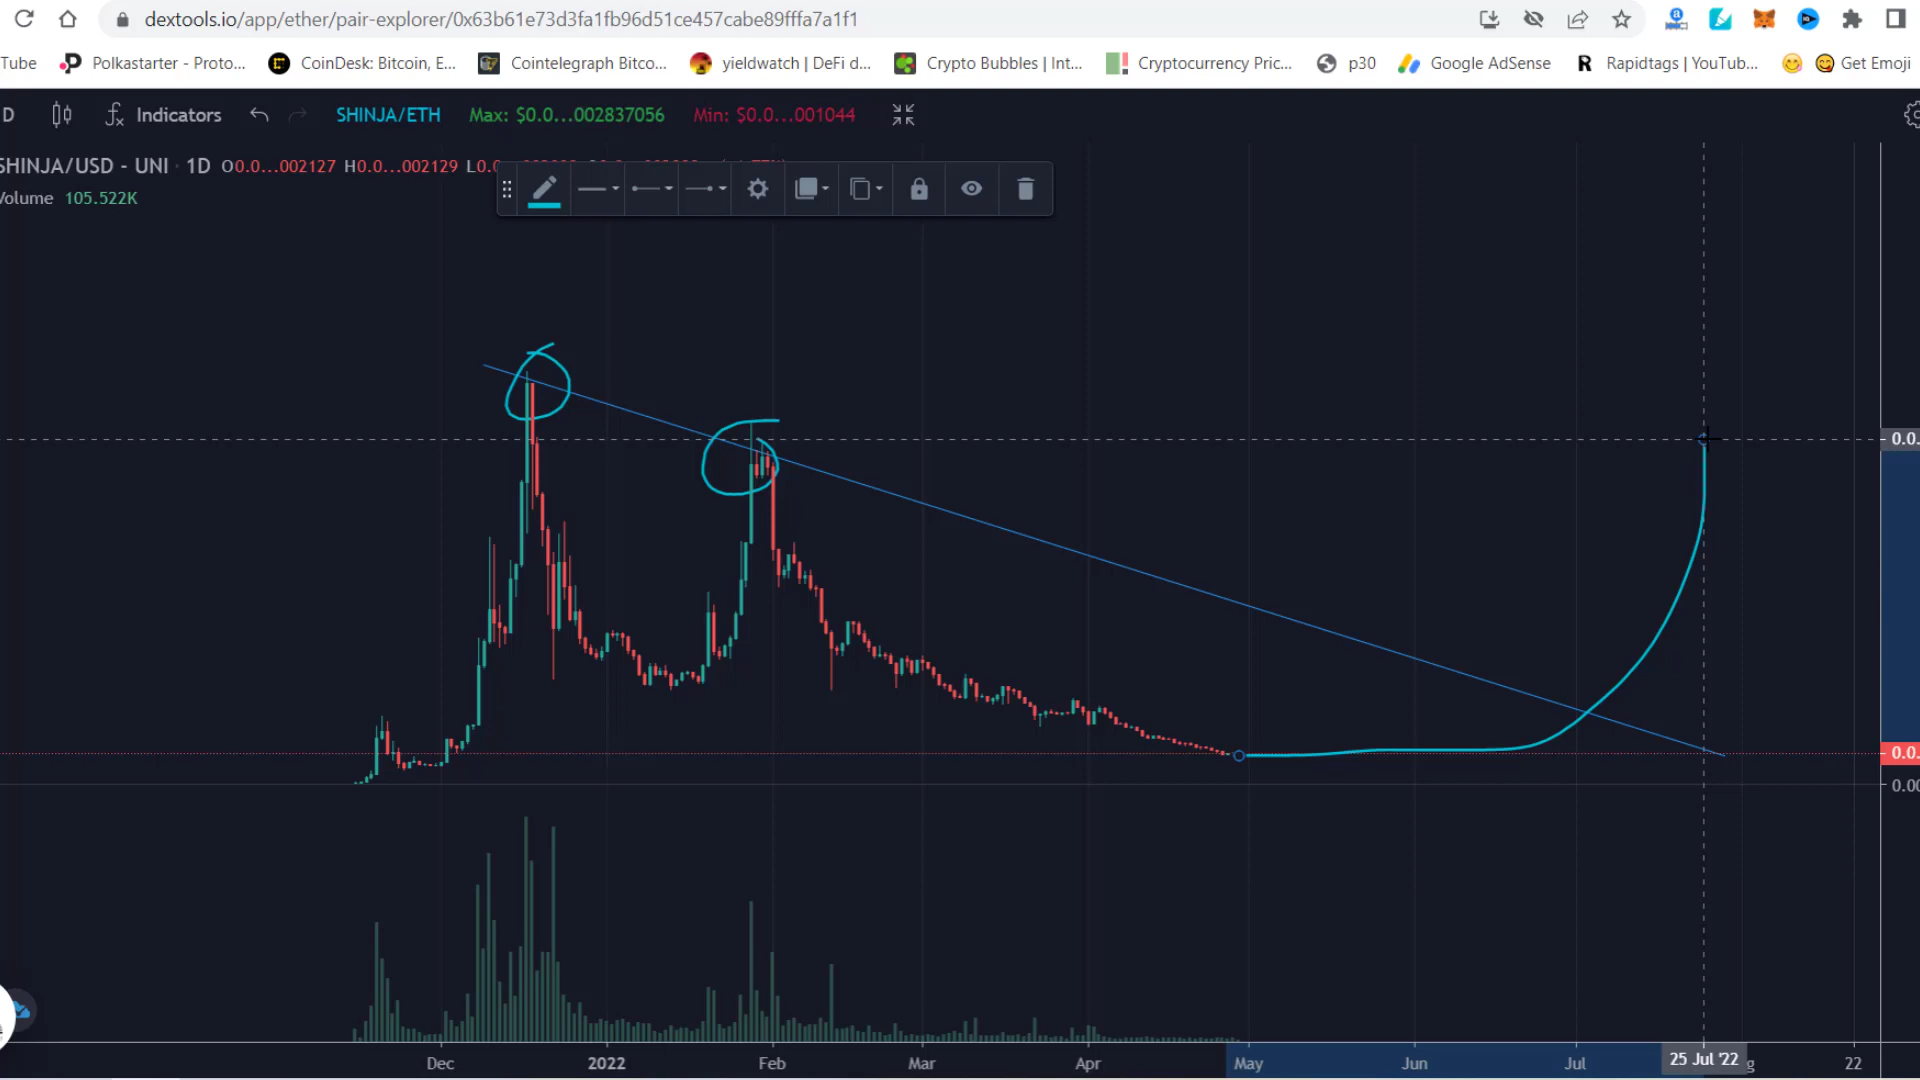 dextools.io/app/ether/pair-explorer/0x63b61e73d3fa1fb96d51ce457cabe89fffa7a1f1
Tube Polkastarter - Proto... CoinDesk: Bitcoin, E... Cointelegraph Bitco... yieldwatch | DeFi d... Crypto Bubbles | Int... Cryptocurrency Pric... p30 Google AdSense Rapidtags | YouTub... Get Emoji
D Indicators SHINJA/ETH Max: $0.0...002837056 Min: $0.0...001044
SHINJA/USD - UNI · 1D O0.0...002127 H0.0...002129 L0.0
Volume 105.522K
0.0.
0.0.
0.00
Dec 2022 Feb Mar Apr May Jun Jul 25 Jul '22 22